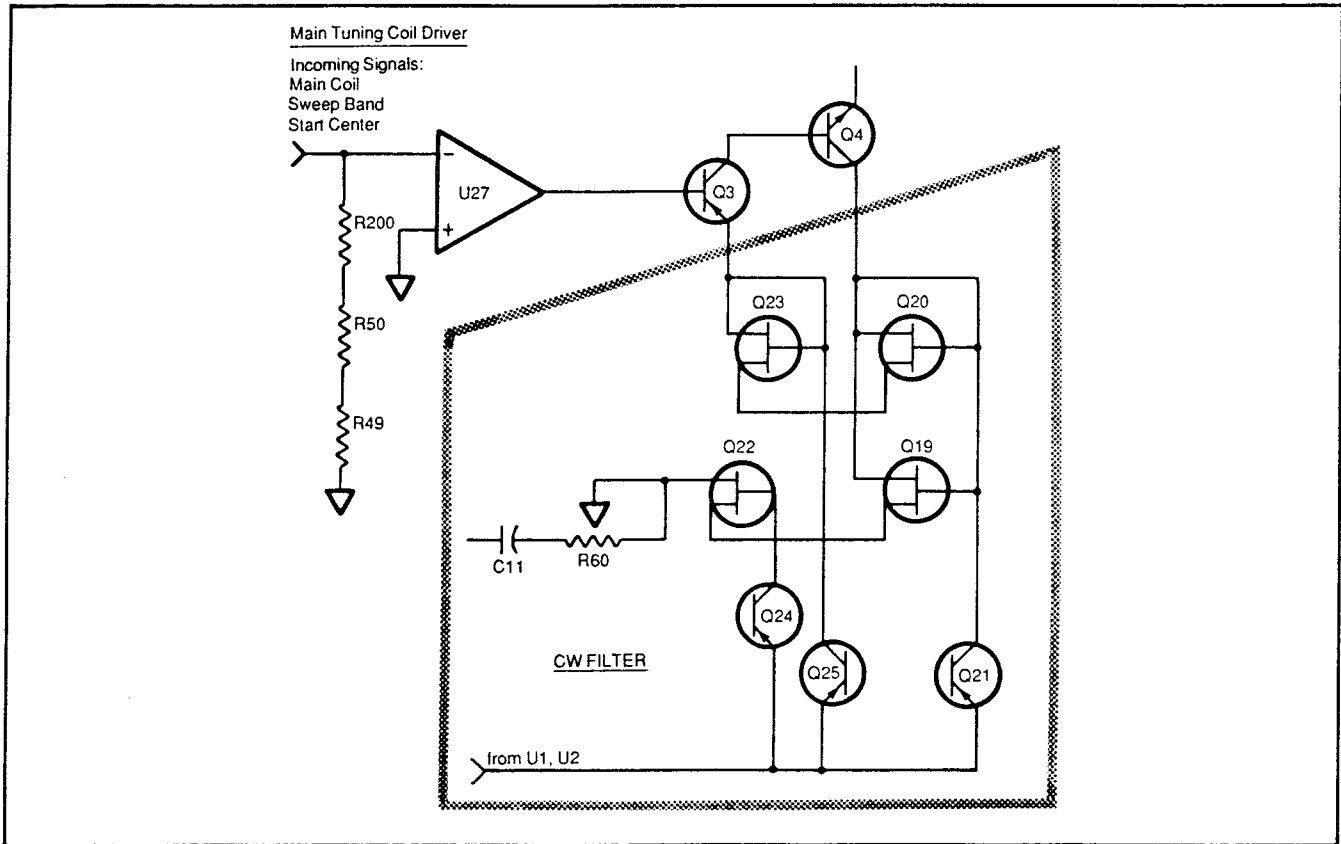 Main Tuning Coil Driver
Incoming Signals:
Main Coil
Sweep Band
Start Center
Q4
−
U27
Q3
+
R200
R50
R49
Q23
Q20
Q22
Q19
C11
R60
Q24
CW FILTER
Q25
Q21
from U1, U2